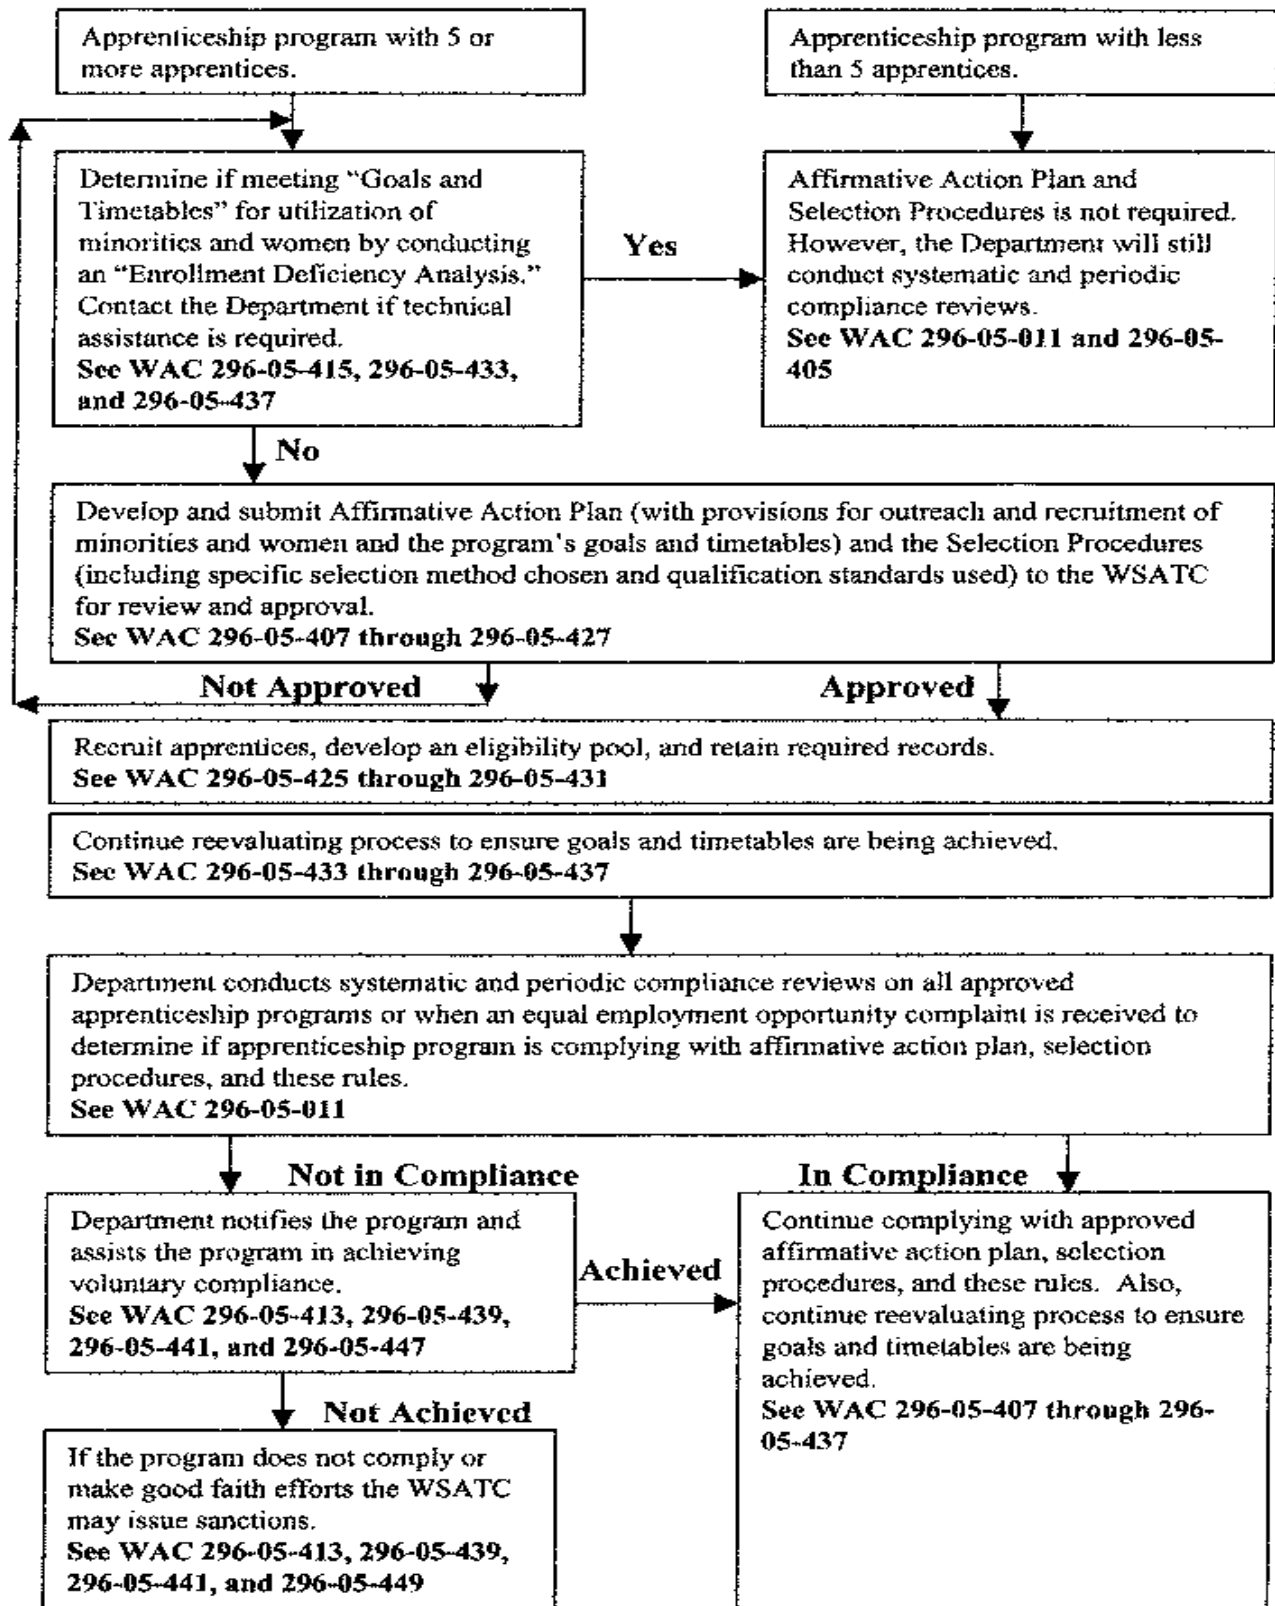 Apprenticeship program with 5 or
more apprentices.
Apprenticeship program with less
than 5 apprentices.
Determine if meeting “Goals and
Timetables” for utilization of
minorities and women by conducting
an “Enrollment Deficiency Analysis.”
Contact the Department if technical
assistance is required.
See WAC 296-05-415, 296-05-433,
and 296-05-437
Yes
Affirmative Action Plan and
Selection Procedures is not required.
However, the Department will still
conduct systematic and periodic
compliance reviews.
See WAC 296-05-011 and 296-05-
405
No
Develop and submit Affirmative Action Plan (with provisions for outreach and recruitment of
minorities and women and the program’s goals and timetables) and the Selection Procedures
(including specific selection method chosen and qualification standards used) to the WSATC
for review and approval.
See WAC 296-05-407 through 296-05-427
Not Approved
Approved
Recruit apprentices, develop an eligibility pool, and retain required records.
See WAC 296-05-425 through 296-05-431
Continue reevaluating process to ensure goals and timetables are being achieved.
See WAC 296-05-433 through 296-05-437
Department conducts systematic and periodic compliance reviews on all approved
apprenticeship programs or when an equal employment opportunity complaint is received to
determine if apprenticeship program is complying with affirmative action plan, selection
procedures, and these rules.
See WAC 296-05-011
Not in Compliance
In Compliance
Department notifies the program and
assists the program in achieving
voluntary compliance.
See WAC 296-05-413, 296-05-439,
296-05-441, and 296-05-447
Achieved
Continue complying with approved
affirmative action plan, selection
procedures, and these rules. Also,
continue reevaluating process to ensure
goals and timetables are being
achieved.
See WAC 296-05-407 through 296-
05-437
Not Achieved
If the program does not comply or
make good faith efforts the WSATC
may issue sanctions.
See WAC 296-05-413, 296-05-439,
296-05-441, and 296-05-449